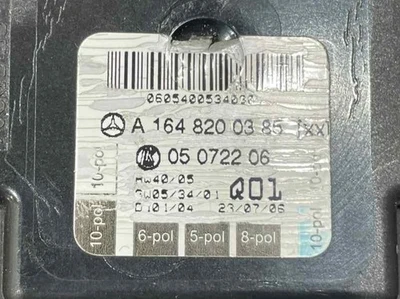 060540053403
A 164 820 03 85 [xx]
05 0722 06
HW40/05
SW05/34/01
D101/04 23/07/06
Q01
10-pol
10-pol
6-pol 5-pol 8-pol
10-pol